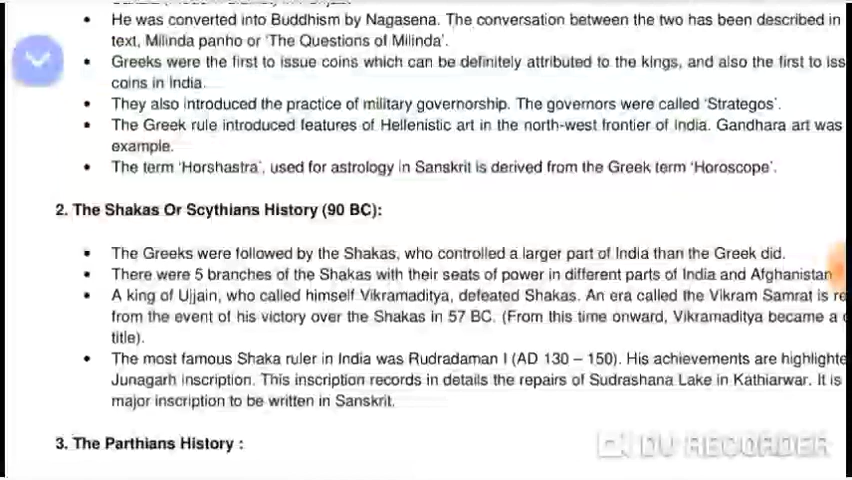 He was converted into Buddhism by Nagasena. The conversation between the two has been described in
text, Milinda panho or 'The Questions of Milinda'.
Greeks were the first to issue coins which can be definitely attributed to the kings, and also the first to iss
coins in India.
They also introduced the practice of military governorship. The governors were called 'Strategos'.
The Greek rule introduced features of Hellenistic art in the north-west frontier of India. Gandhara art was
example.
The term 'Horshastra', used for astrology in Sanskrit is derived from the Greek term 'Horoscope'.
2. The Shakas Or Scythians History (90 BC):
The Greeks were followed by the Shakas, who controlled a larger part of India than the Greek did.
There were 5 branches of the Shakas with their seats of power in different parts of India and Afghanistan
A king of Ujjain, who called himself Vikramaditya, defeated Shakas. An era called the Vikram Samrat is re
from the event of his victory over the Shakas in 57 BC. (From this time onward, Vikramaditya became a
title).
The most famous Shaka ruler in India was Rudradaman I (AD 130 – 150). His achievements are highlighte
Junagarh inscription. This inscription records in details the repairs of Sudrashana Lake in Kathiarwar. It is
major inscription to be written in Sanskrit.
3. The Parthians History :
DU RECORDER